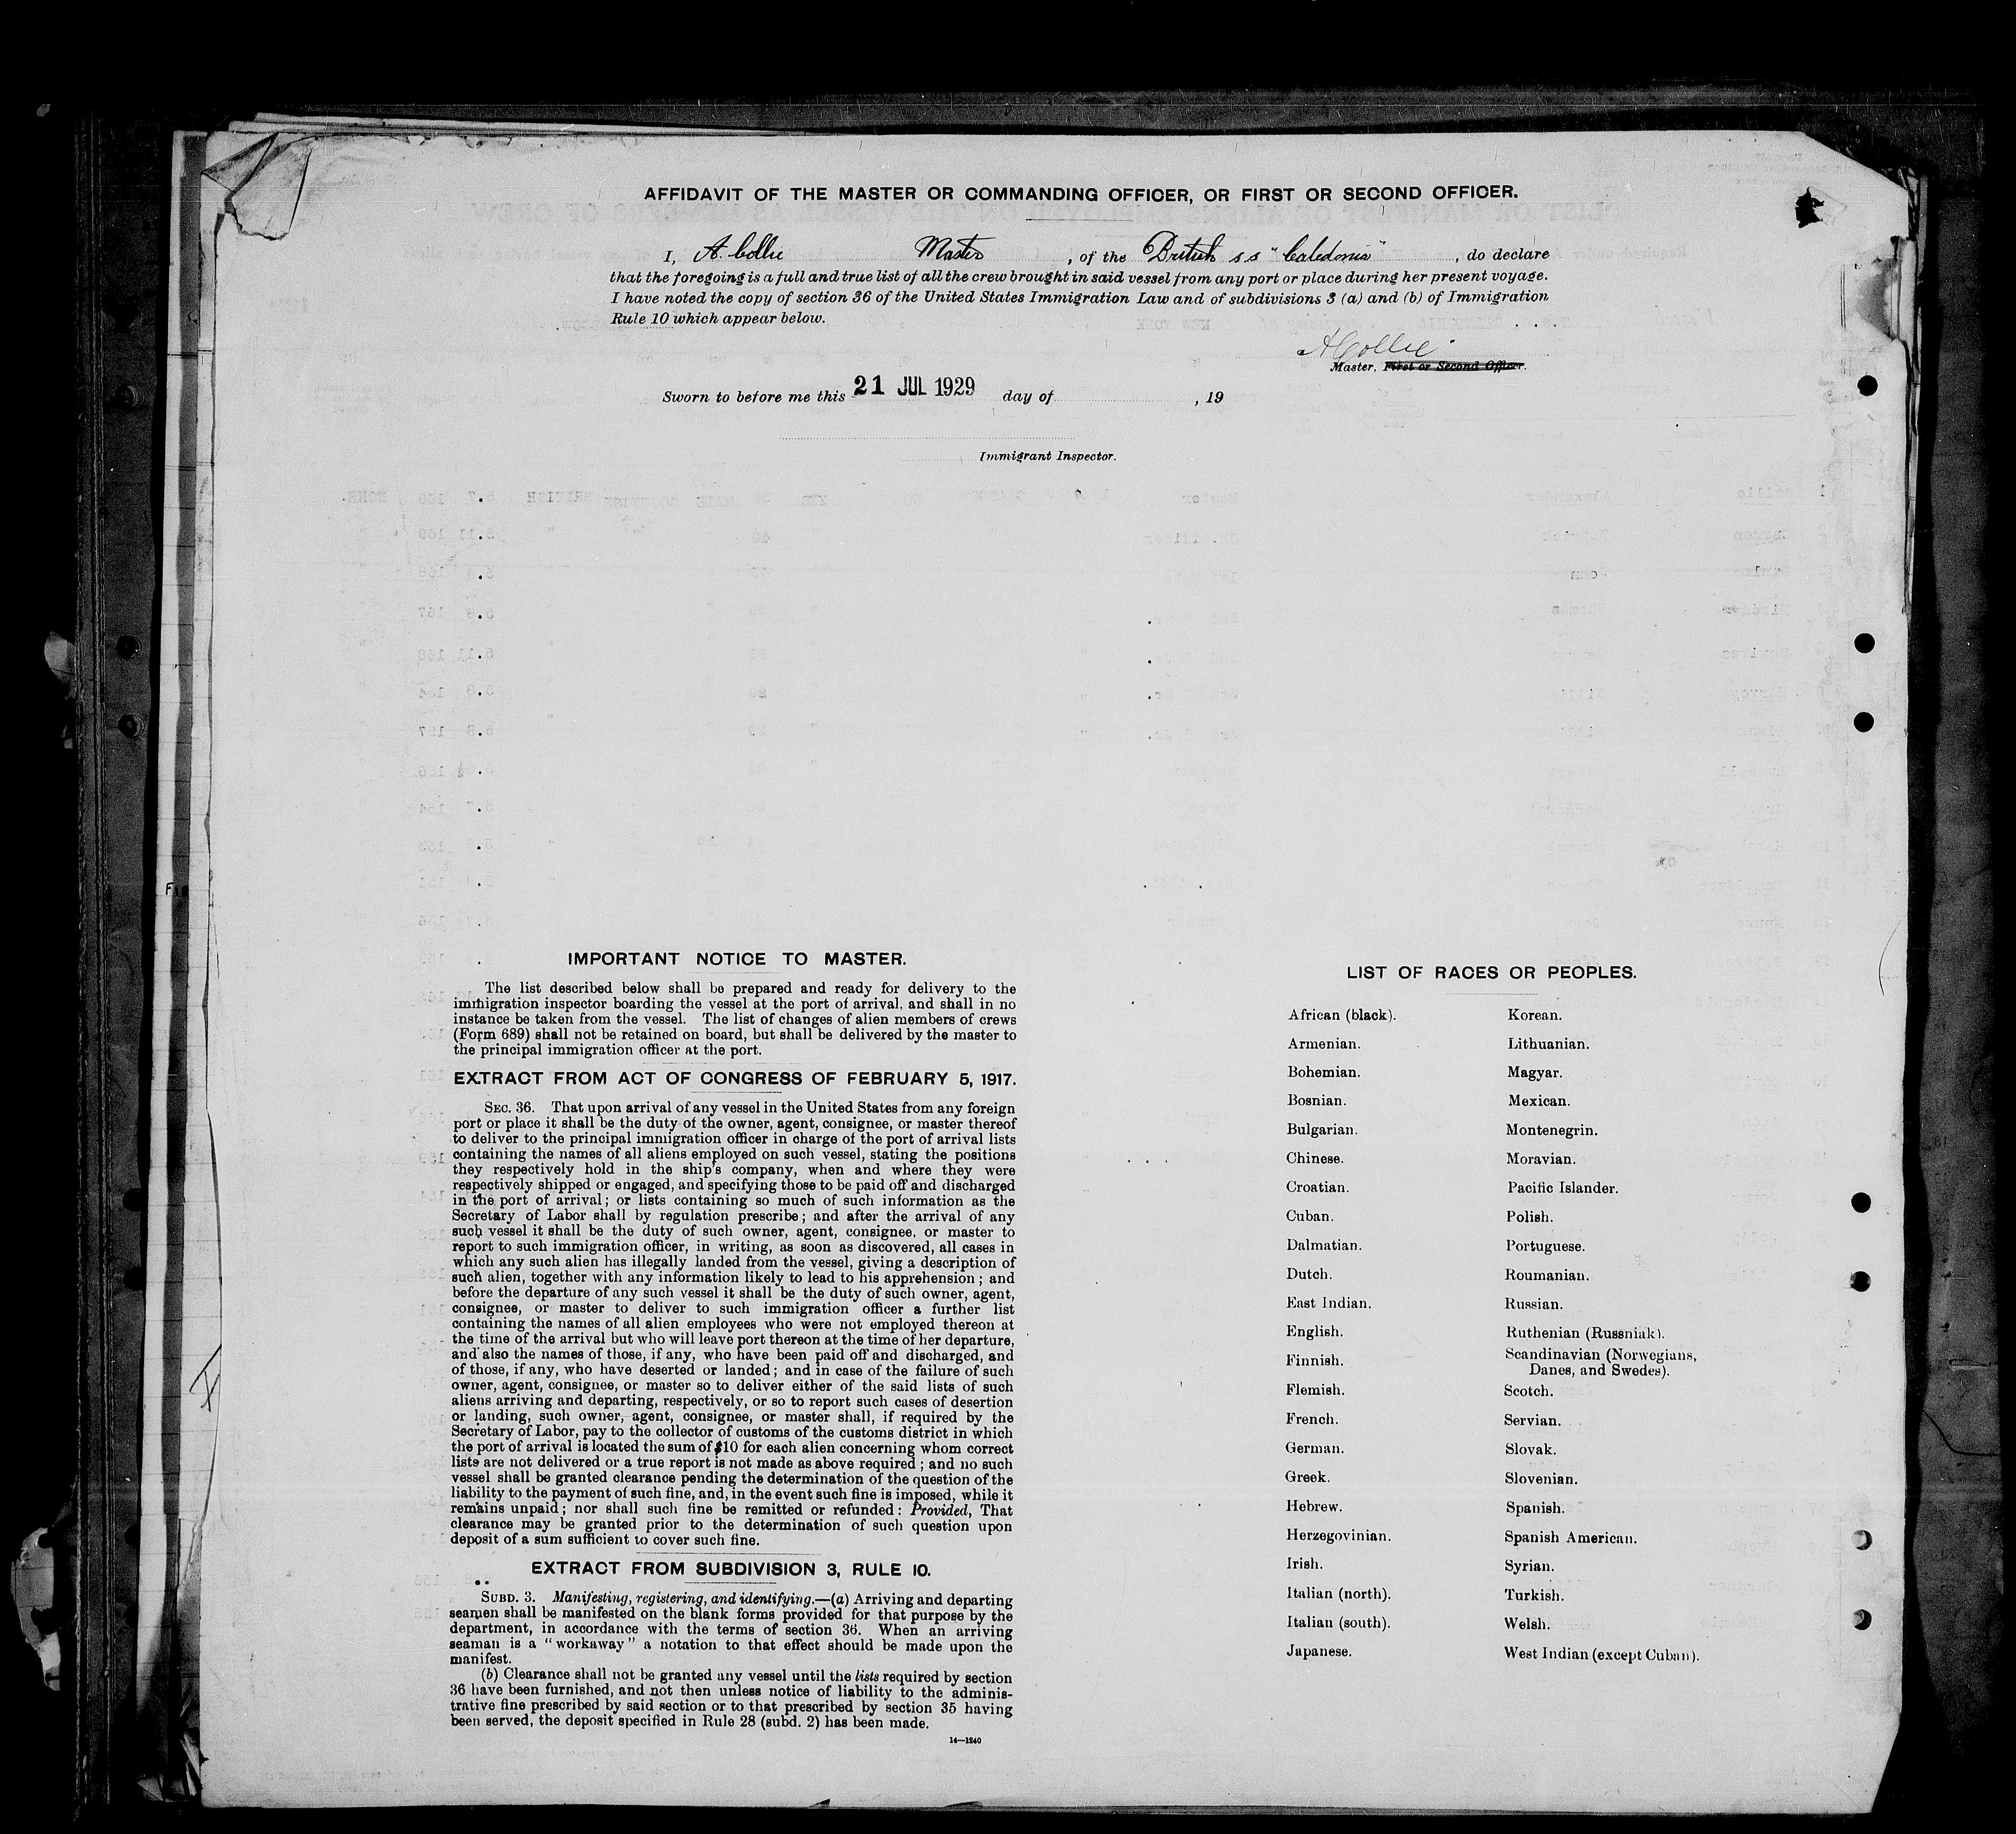 AFFIDAVIT OF THE MASTER OR COMMANDING OFFICER, OR FIRST OR SECOND OFFICER.
I, A. Collie Master, of the British s s "Caledonia", do declare
that the foregoing is a full and true list of all the crew brought in said vessel from any port or place during her present voyage.
I have noted the copy of section 36 of the United States Immigration Law and of subdivisions 3 (a) and (b) of Immigration
Rule 10 which appear below.
A Collie
Master, First or Second Officer.
Sworn to before me this 21 JUL 1929 day of , 19
Immigrant Inspector.
IMPORTANT NOTICE TO MASTER.
The list described below shall be prepared and ready for delivery to the
immigration inspector boarding the vessel at the port of arrival, and shall in no
instance be taken from the vessel. The list of changes of alien members of crews
(Form 689) shall not be retained on board, but shall be delivered by the master to
the principal immigration officer at the port.
EXTRACT FROM ACT OF CONGRESS OF FEBRUARY 5, 1917.
SEC. 36. That upon arrival of any vessel in the United States from any foreign
port or place it shall be the duty of the owner, agent, consignee, or master thereof
to deliver to the principal immigration officer in charge of the port of arrival lists
containing the names of all aliens employed on such vessel, stating the positions
they respectively hold in the ship's company, when and where they were
respectively shipped or engaged, and specifying those to be paid off and discharged
in the port of arrival; or lists containing so much of such information as the
Secretary of Labor shall by regulation prescribe; and after the arrival of any
such vessel it shall be the duty of such owner, agent, consignee, or master to
report to such immigration officer, in writing, as soon as discovered, all cases in
which any such alien has illegally landed from the vessel, giving a description of
such alien, together with any information likely to lead to his apprehension; and
before the departure of any such vessel it shall be the duty of such owner, agent,
consignee, or master to deliver to such immigration officer a further list
containing the names of all alien employees who were not employed thereon at
the time of the arrival but who will leave port thereon at the time of her departure,
and also the names of those, if any, who have been paid off and discharged, and
of those, if any, who have deserted or landed; and in case of the failure of such
owner, agent, consignee, or master so to deliver either of the said lists of such
aliens arriving and departing, respectively, or so to report such cases of desertion
or landing, such owner, agent, consignee, or master shall, if required by the
Secretary of Labor, pay to the collector of customs of the customs district in which
the port of arrival is located the sum of $10 for each alien concerning whom correct
lists are not delivered or a true report is not made as above required; and no such
vessel shall be granted clearance pending the determination of the question of the
liability to the payment of such fine, and, in the event such fine is imposed, while it
remains unpaid; nor shall such fine be remitted or refunded: Provided, That
clearance may be granted prior to the determination of such question upon
deposit of a sum sufficient to cover such fine.
EXTRACT FROM SUBDIVISION 3, RULE 10.
SUBD. 3. Manifesting, registering, and identifying.—(a) Arriving and departing
seamen shall be manifested on the blank forms provided for that purpose by the
department, in accordance with the terms of section 36. When an arriving
seaman is a "workaway" a notation to that effect should be made upon the
manifest.
(b) Clearance shall not be granted any vessel until the lists required by section
36 have been furnished, and not then unless notice of liability to the adminis-
trative fine prescribed by said section or to that prescribed by section 35 having
been served, the deposit specified in Rule 28 (subd. 2) has been made.
14—1240
LIST OF RACES OR PEOPLES.
African (black).
Armenian.
Bohemian.
Bosnian.
Bulgarian.
Chinese.
Croatian.
Cuban.
Dalmatian.
Dutch.
East Indian.
English.
Finnish.
Flemish.
French.
German.
Greek.
Hebrew.
Herzegovinian.
Irish.
Italian (north).
Italian (south).
Japanese.
Korean.
Lithuanian.
Magyar.
Mexican.
Montenegrin.
Moravian.
Pacific Islander.
Polish.
Portuguese.
Roumanian.
Russian.
Ruthenian (Russniak).
Scandinavian (Norwegians,
Danes, and Swedes).
Scotch.
Servian.
Slovak.
Slovenian.
Spanish.
Spanish American.
Syrian.
Turkish.
Welsh.
West Indian (except Cuban).